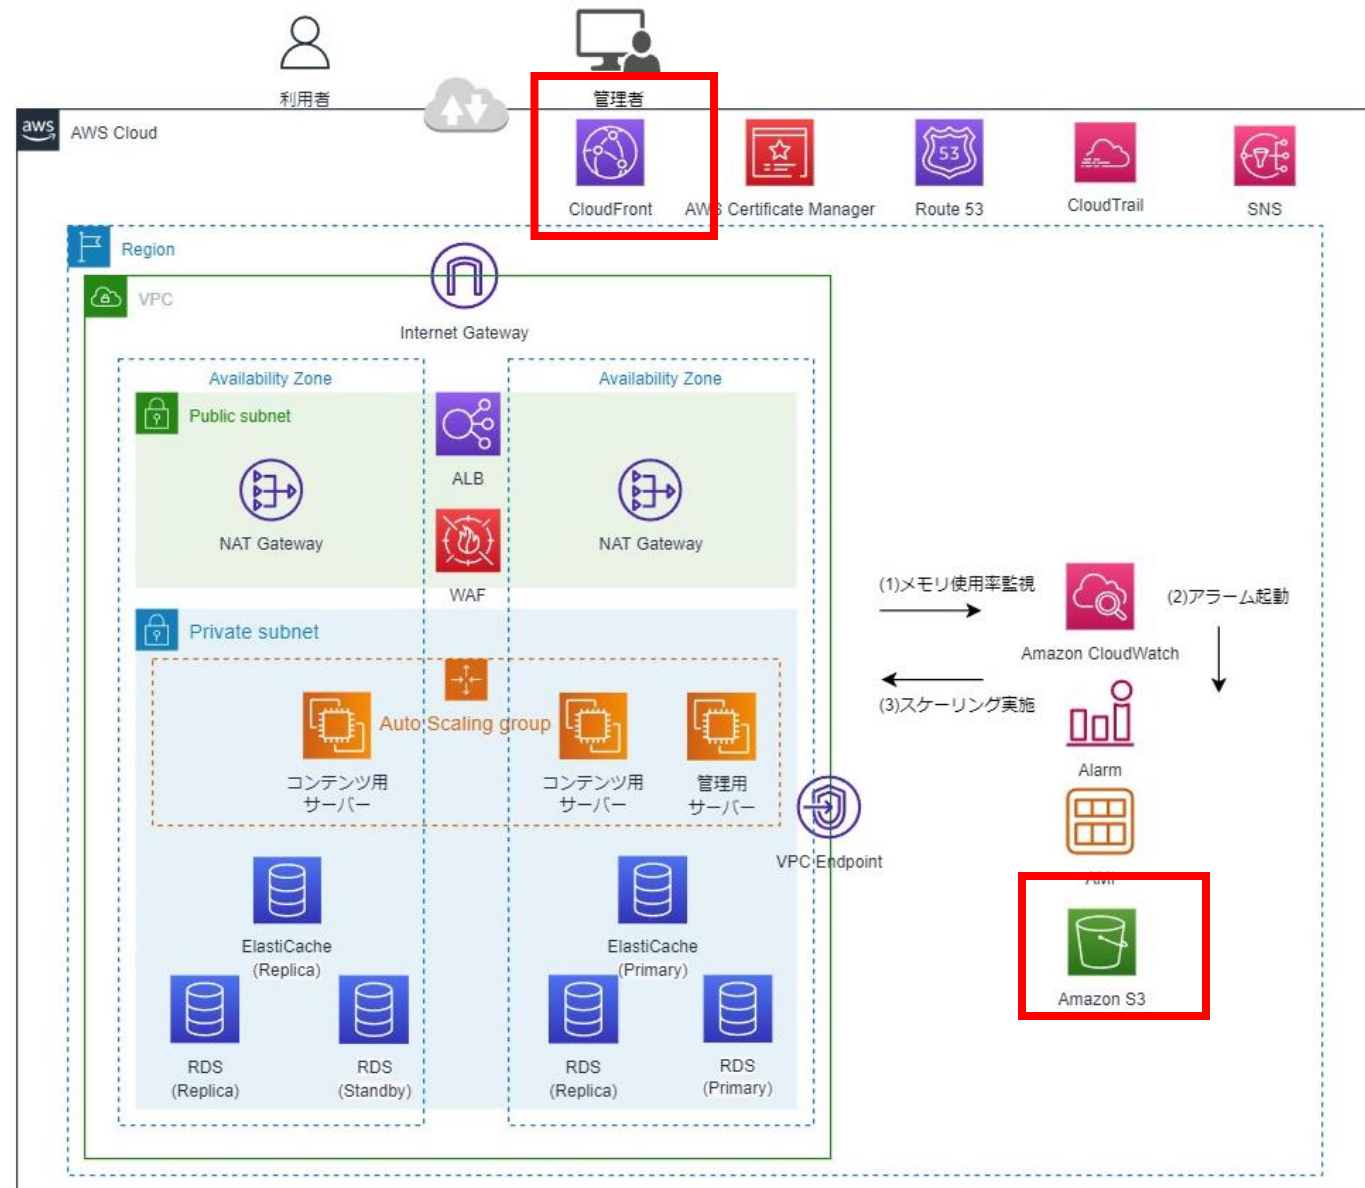 利用者
管理者
aws
AWS Cloud
CloudFront
AWS Certificate Manager
53
Route 53
CloudTrail
SNS
Region
VPC
Internet Gateway
Availability Zone
Availability Zone
Public subnet
ALB
NAT Gateway
NAT Gateway
WAF
Private subnet
Auto Scaling group
コンテンツ用
サーバー
コンテンツ用
サーバー
管理用
サーバー
VPC Endpoint
ElastiCache
(Replica)
ElastiCache
(Primary)
RDS
(Replica)
RDS
(Standby)
RDS
(Replica)
RDS
(Primary)
(1)メモリ使用率監視
(2)アラーム起動
Amazon CloudWatch
(3)スケーリング実施
Alarm
AMI
Amazon S3